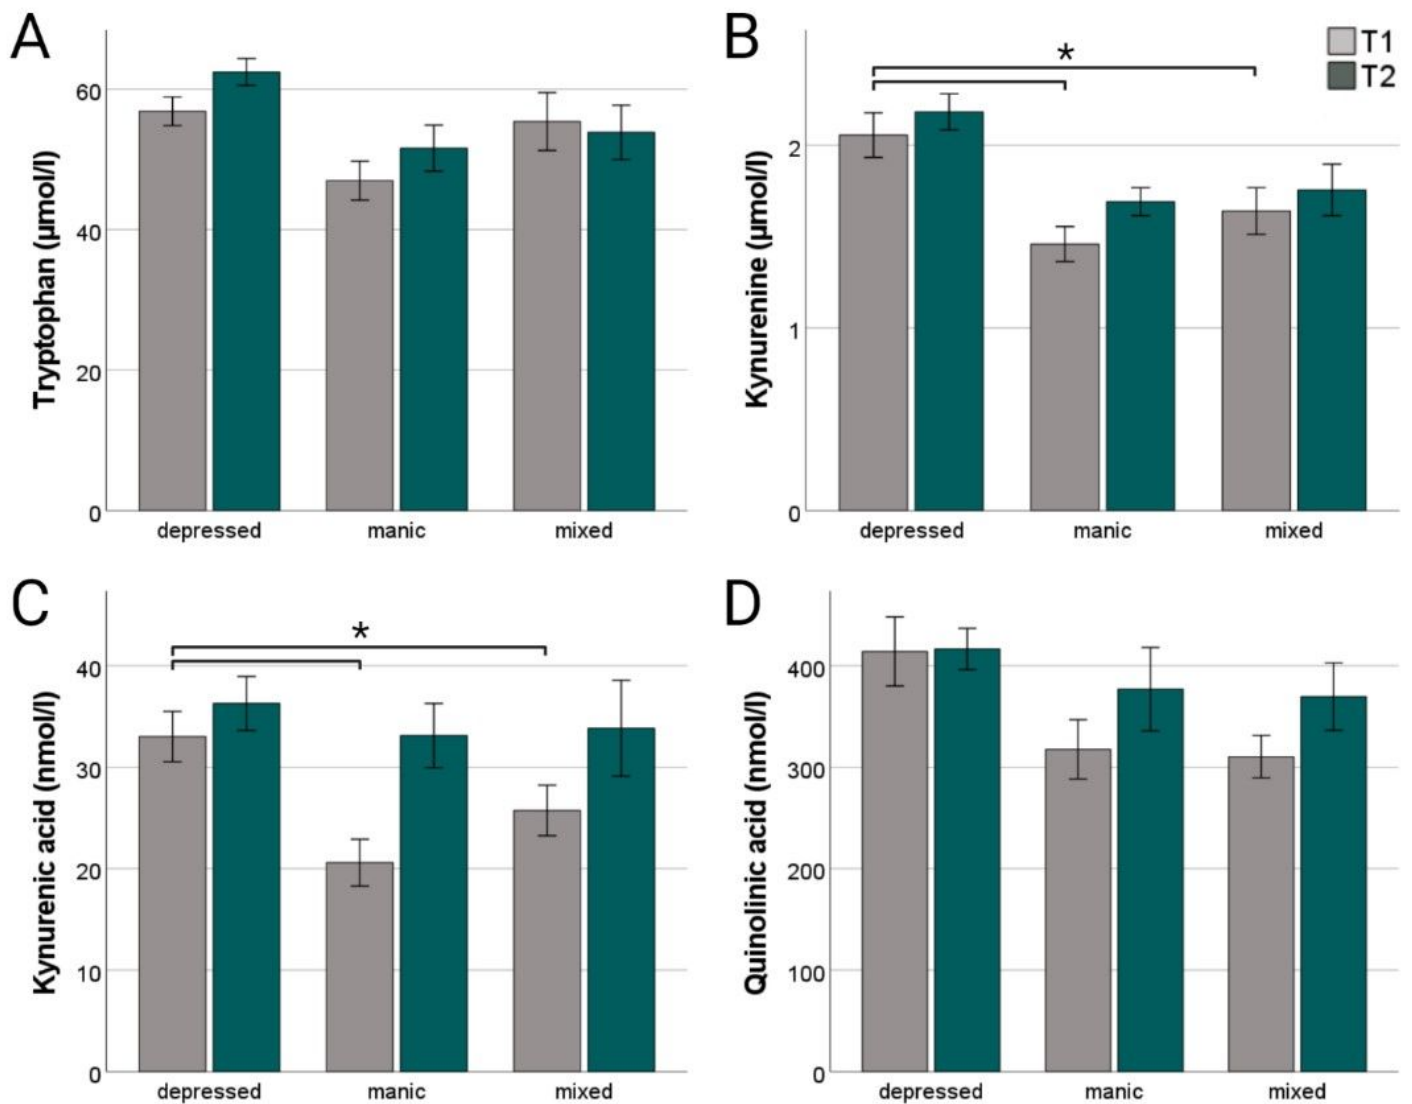 A
Tryptophan (µmol/l)
60
40
20
0
depressed manic mixed
B
T1
T2
*
Kynurenine (µmol/l)
2
1
0
depressed manic mixed
C
*
Kynurenic acid (nmol/l)
40
30
20
10
0
depressed manic mixed
D
Quinolinic acid (nmol/l)
400
300
200
100
0
depressed manic mixed